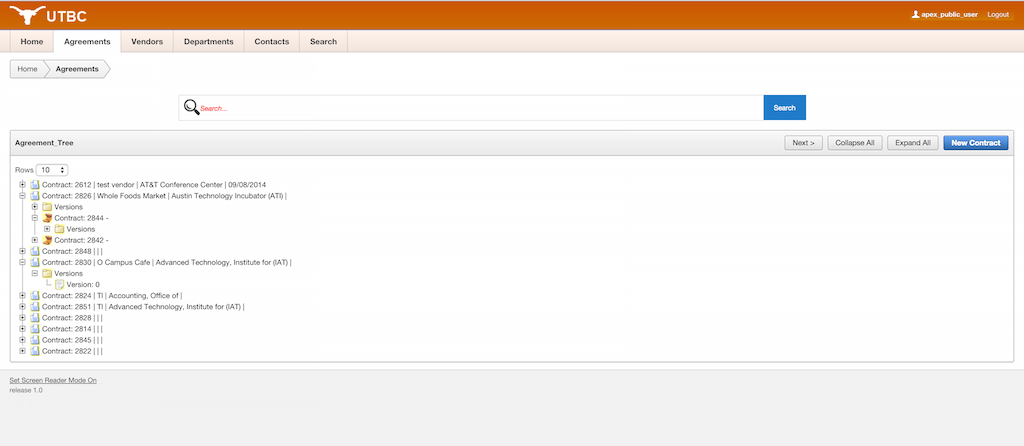 UTBC
apex_public_user Logout
Home Agreements Vendors Departments Contacts Search
Home Agreements
Search... Search
Agreement_Tree Next > Collapse All Expand All New Contract
Rows 10
Contract: 2612 | test vendor | AT&T Conference Center | 09/08/2014
Contract: 2826 | Whole Foods Market | Austin Technology Incubator (ATI) |
Versions
Contract: 2844 -
Versions
Contract: 2842 -
Contract: 2848 | | |
Contract: 2830 | O Campus Cafe | Advanced Technology, Institute for (IAT) |
Versions
Version: 0
Contract: 2824 | TI | Accounting, Office of |
Contract: 2851 | TI | Advanced Technology, Institute for (IAT) |
Contract: 2828 | | |
Contract: 2814 | | |
Contract: 2845 | | |
Contract: 2822 | | |
Set Screen Reader Mode On
release 1.0